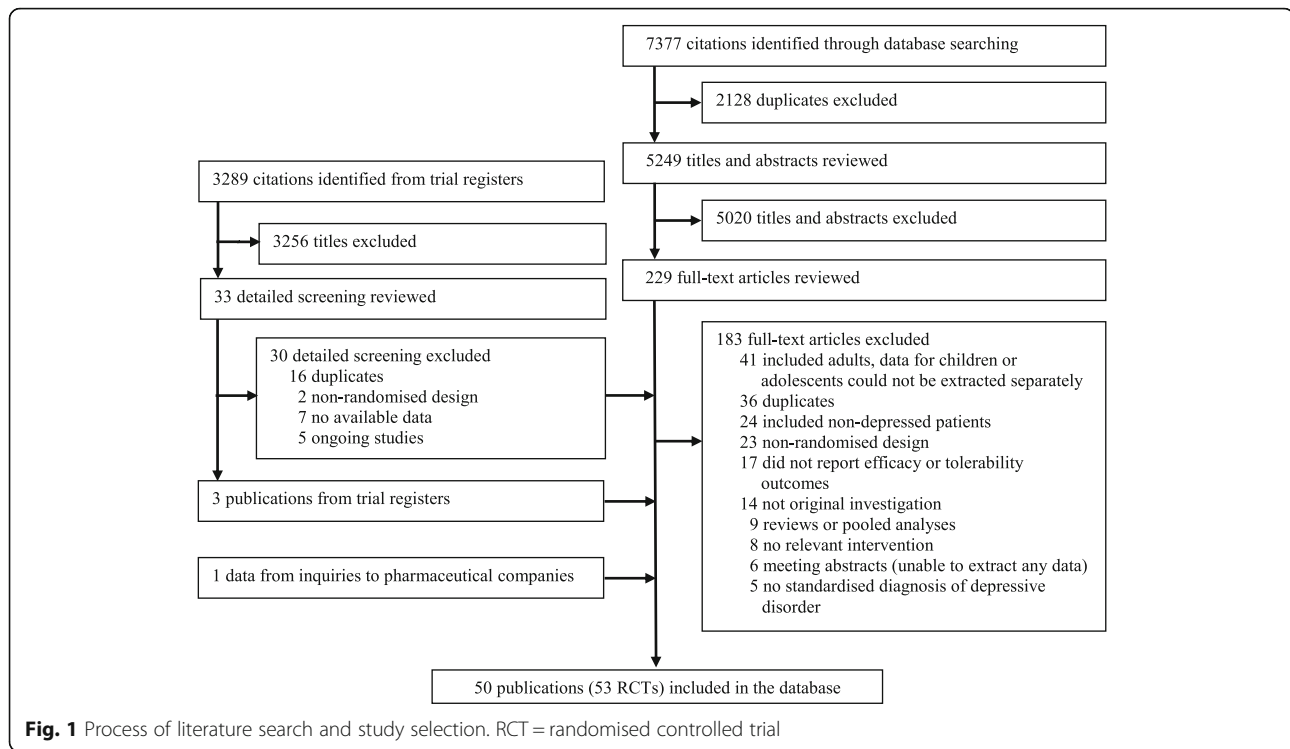 7377 citations identified through database searching
2128 duplicates excluded
5249 titles and abstracts reviewed
3289 citations identified from trial registers
5020 titles and abstracts excluded
3256 titles excluded
229 full-text articles reviewed
33 detailed screening reviewed
183 full-text articles excluded
41 included adults, data for children or
adolescents could not be extracted separately
36 duplicates
24 included non-depressed patients
23 non-randomised design
17 did not report efficacy or tolerability
outcomes
14 not original investigation
9 reviews or pooled analyses
8 no relevant intervention
6 meeting abstracts (unable to extract any data)
5 no standardised diagnosis of depressive
disorder
30 detailed screening excluded
16 duplicates
2 non-randomised design
7 no available data
5 ongoing studies
3 publications from trial registers
1 data from inquiries to pharmaceutical companies
50 publications (53 RCTs) included in the database
Fig. 1 Process of literature search and study selection. RCT = randomised controlled trial